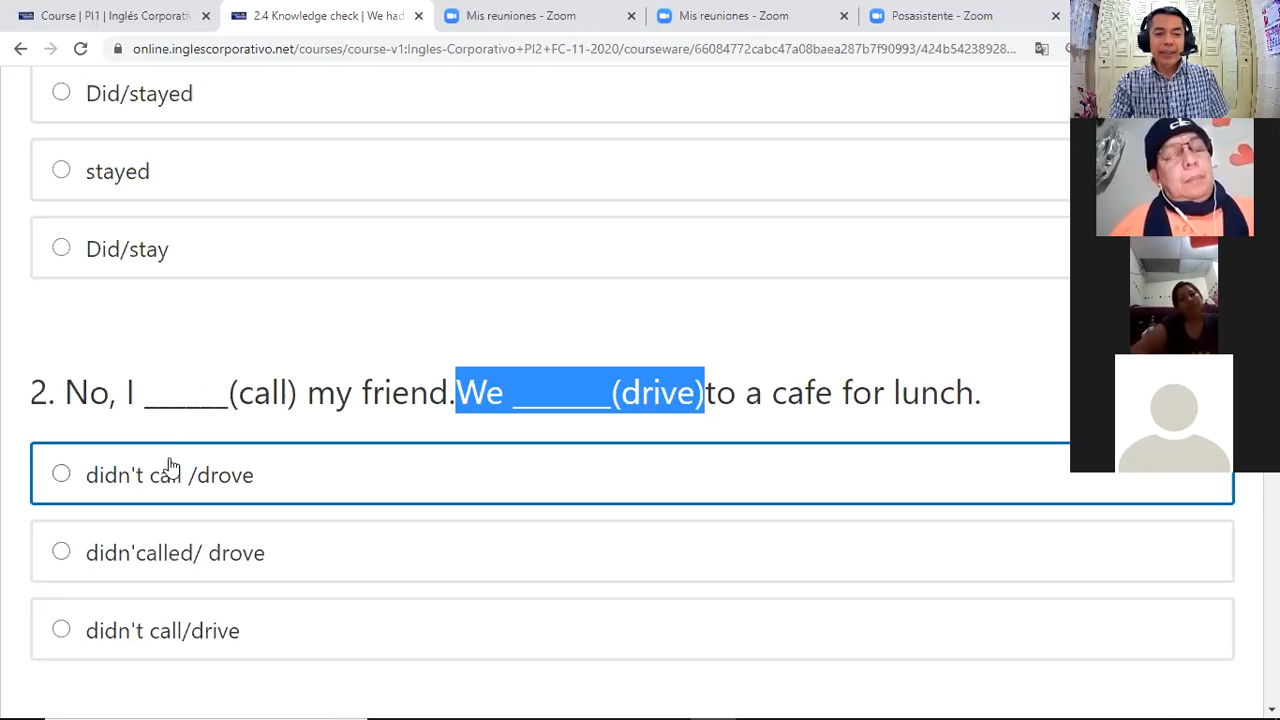 Course | PI1 | Inglés Corporati
2.4 Knowledge check | We had
Mis reuniones - Zoom
Mis reuniones - Zoom
Posasistente - Zoom
online.inglescorporativo.net/courses/course-v1:Ingles-Corporativo+PI2+FC-11-2020/courseware/66084772cabc47a08baea287b7f90937/424b54238928...
Did/stayed
stayed
Did/stay
2. No, I ______(call) my friend.We _______(drive)to a cafe for lunch.
didn't call /drove
didn'called/ drove
didn't call/drive